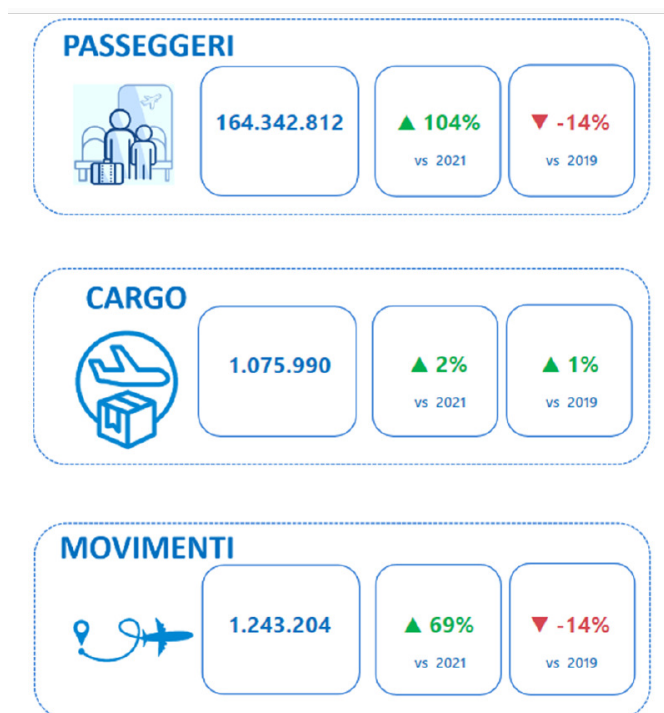 PASSEGGERI
164.342.812
▲ 104%
vs 2021
▼ -14%
vs 2019
CARGO
1.075.990
▲ 2%
vs 2021
▲ 1%
vs 2019
MOVIMENTI
1.243.204
▲ 69%
vs 2021
▼ -14%
vs 2019